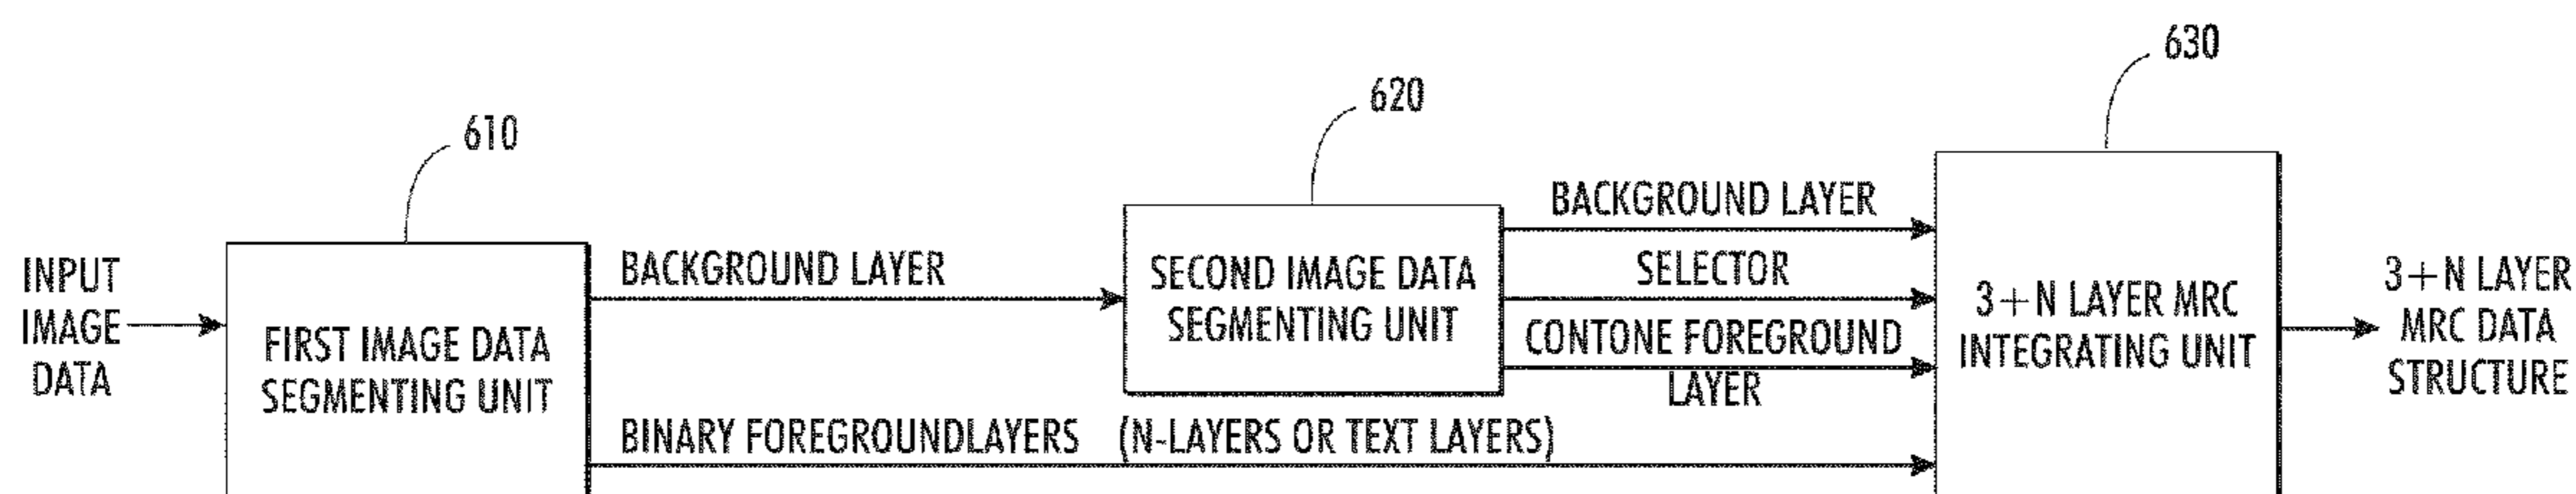 610
620
630
INPUT
IMAGE
DATA
FIRST IMAGE DATA
SEGMENTING UNIT
BACKGROUND LAYER
BINARY FOREGROUNDLAYERS (N-LAYERS OR TEXT LAYERS)
SECOND IMAGE DATA
SEGMENTING UNIT
BACKGROUND LAYER
SELECTOR
CONTONE FOREGROUND
LAYER
3+N LAYER MRC
INTEGRATING UNIT
3+N LAYER
MRC DATA
STRUCTURE